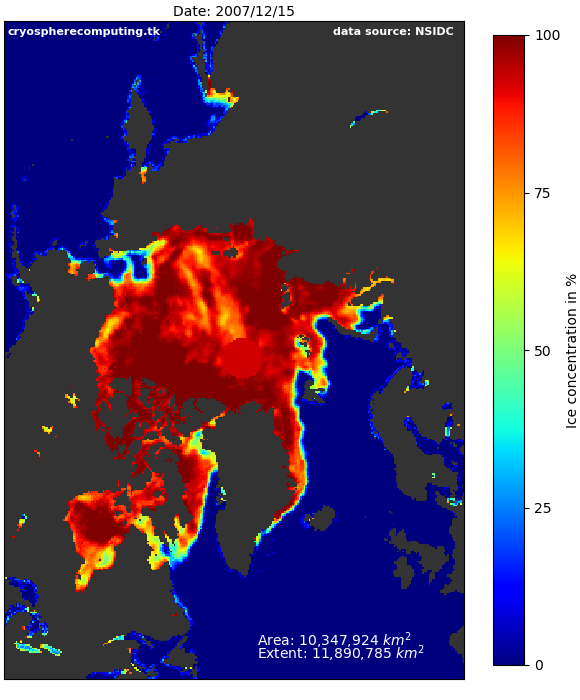 Date: 2007/12/15
cryospherecomputing.tk
data source: NSIDC
100
75
50
25
0
Ice concentration in %
Area: 10,347,924 km²
Extent: 11,890,785 km²